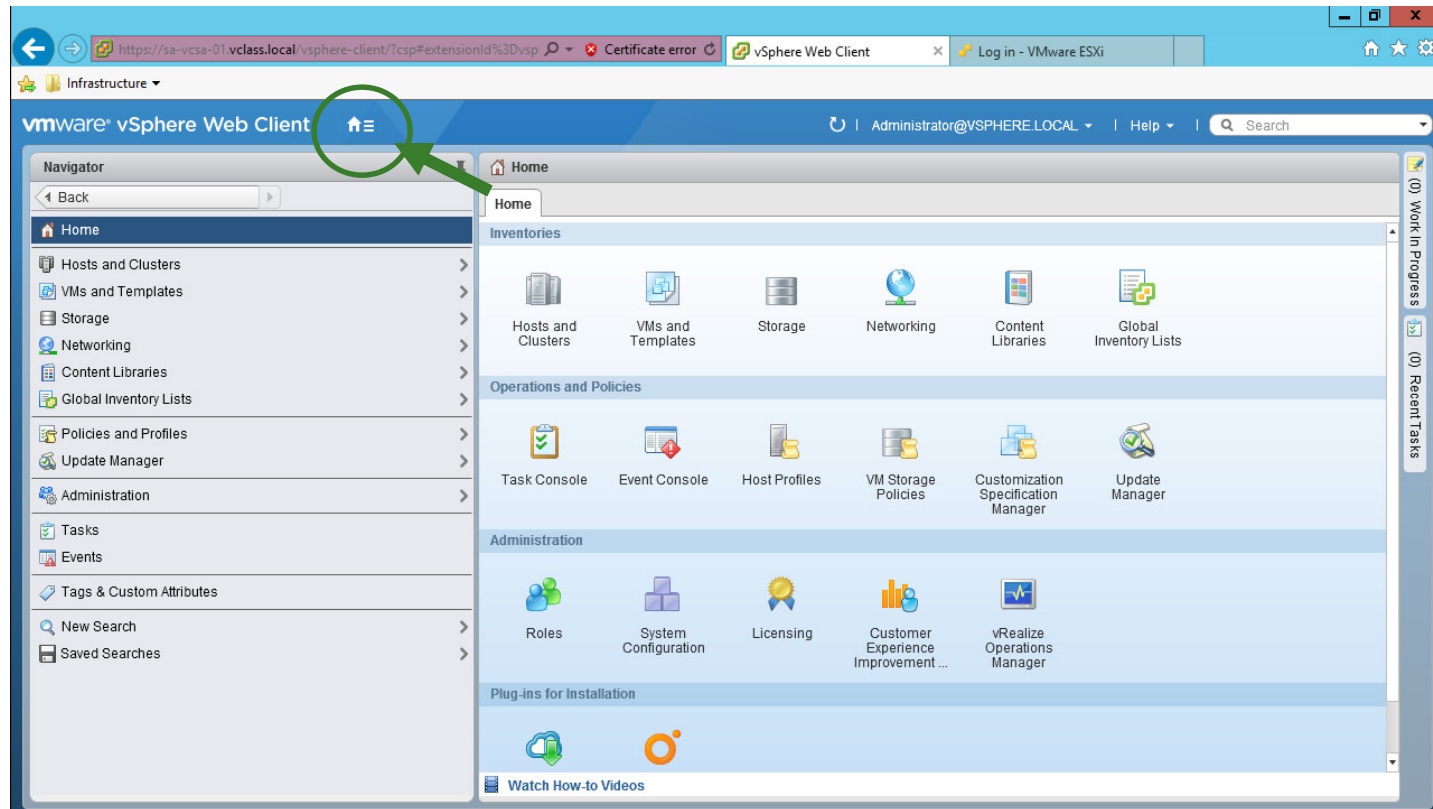 https://sa-vcsa-01.vclass.local/vsphere-client/?csp#extensionId%3Dvsp
Certificate error
vSphere Web Client
Log in - VMware ESXi
Infrastructure
vmware® vSphere Web Client
Administrator@VSPHERE.LOCAL
Help
Search
Navigator
Back
Home
Hosts and Clusters
VMs and Templates
Storage
Networking
Content Libraries
Global Inventory Lists
Policies and Profiles
Update Manager
Administration
Tasks
Events
Tags & Custom Attributes
New Search
Saved Searches
Home
Home
Inventories
Hosts and
Clusters
VMs and
Templates
Storage
Networking
Content
Libraries
Global
Inventory Lists
Operations and Policies
Task Console
Event Console
Host Profiles
VM Storage
Policies
Customization
Specification
Manager
Update
Manager
Administration
Roles
System
Configuration
Licensing
Customer
Experience
Improvement ...
vRealize
Operations
Manager
Plug-ins for Installation
Watch How-to Videos
(0) Work In Progress
(0) Recent Tasks